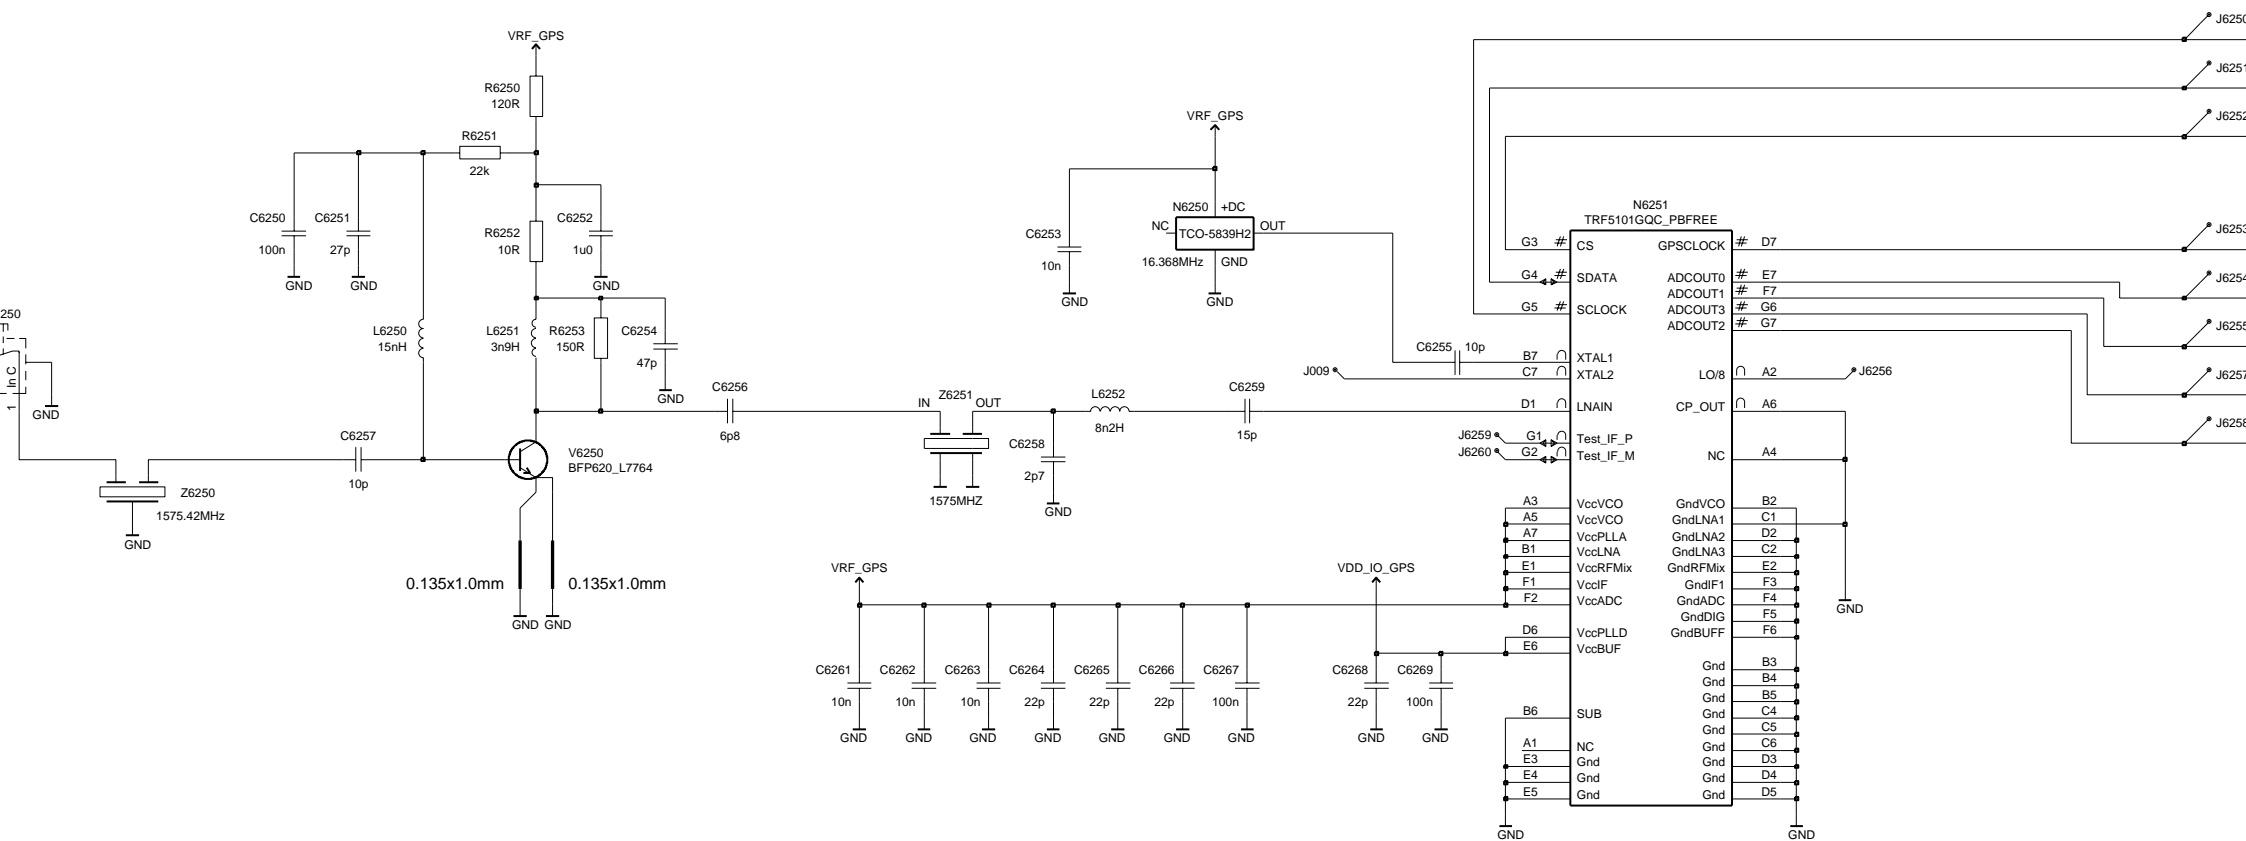 J6250
VRF_GPS
R6250
120R
J6251
VRF_GPS
J6252
R6251
22k
N6250 +DC
NC TCO-5839H2 OUT
16.368MHz GND
GND
C6253
10n
GND
N6251
TRF5101GQC_PBFREE
C6250
100n
GND
C6251
27p
GND
R6252
10R
C6252
1u0
GND
J6253
J6254
J6255
J6257
J6258
G3 # CS
G4 # SDATA
G5 # SCLOCK
GPSCLOCK # D7
ADCOUT0 # E7
ADCOUT1 # F7
ADCOUT3 # G6
ADCOUT2 # G7
250
In C
1
GND
L6250
15nH
L6251
3n9H
R6253
150R
C6254
47p
GND
C6255 10p
B7 XTAL1
J009 C7 XTAL2
LO/8 A2 J6256
C6256
6p8
IN Z6251 OUT
1575MHZ
L6252
8n2H
C6259
15p
D1 LNAIN
CP_OUT A6
C6258
2p7
GND
J6259 G1 Test_IF_P
J6260 G2 Test_IF_M
NC A4
C6257
10p
V6250
BFP620_L7764
Z6250
1575.42MHz
GND
0.135x1.0mm 0.135x1.0mm
GND GND
A3 VccVCO
A5 VccVCO
A7 VccPLLA
B1 VccLNA
E1 VccRFMix
F1 VccIF
F2 VccADC
D6 VccPLLD
E6 VccBUF
B6 SUB
A1 NC
E3 Gnd
E4 Gnd
E5 Gnd
GND
GndVCO B2
GndLNA1 C1
GndLNA2 D2
GndLNA3 C2
GndRFMix E2
GndIF1 F3
GndADC F4
GndDIG F5
GndBUFF F6
Gnd B3
Gnd B4
Gnd B5
Gnd C4
Gnd C5
Gnd C6
Gnd D3
Gnd D4
Gnd D5
GND
GND
VRF_GPS
VDD_IO_GPS
C6261
10n
GND
C6262
10n
GND
C6263
10n
GND
C6264
22p
GND
C6265
22p
GND
C6266
22p
GND
C6267
100n
GND
C6268
22p
GND
C6269
100n
GND